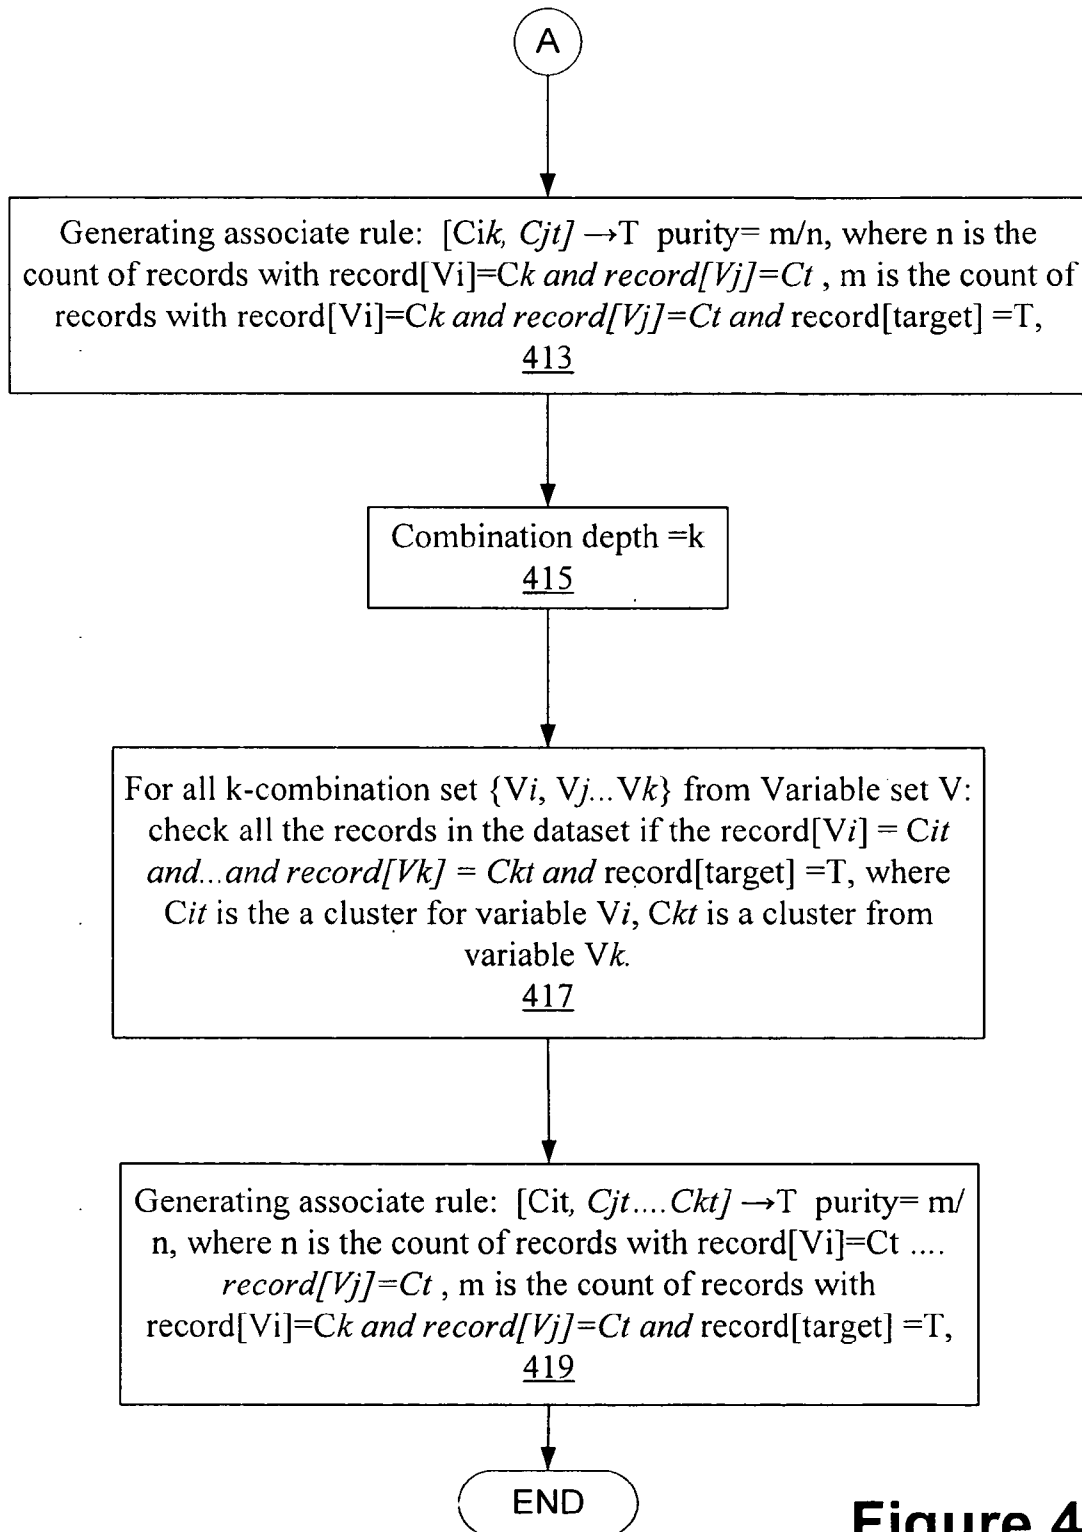 A
Generating associate rule: [Cik, Cjt] →T purity= m/n, where n is the
count of records with record[Vi]=Ck and record[Vj]=Ct , m is the count of
records with record[Vi]=Ck and record[Vj]=Ct and record[target] =T,
413
Combination depth =k
415
For all k-combination set {Vi, Vj...Vk} from Variable set V:
check all the records in the dataset if the record[Vi] = Cit
and...and record[Vk] = Ckt and record[target] =T, where
Cit is the a cluster for variable Vi, Ckt is a cluster from
variable Vk.
417
Generating associate rule: [Cit, Cjt....Ckt] →T purity= m/
n, where n is the count of records with record[Vi]=Ct ....
record[Vj]=Ct , m is the count of records with
record[Vi]=Ck and record[Vj]=Ct and record[target] =T,
419
END
Figure 4